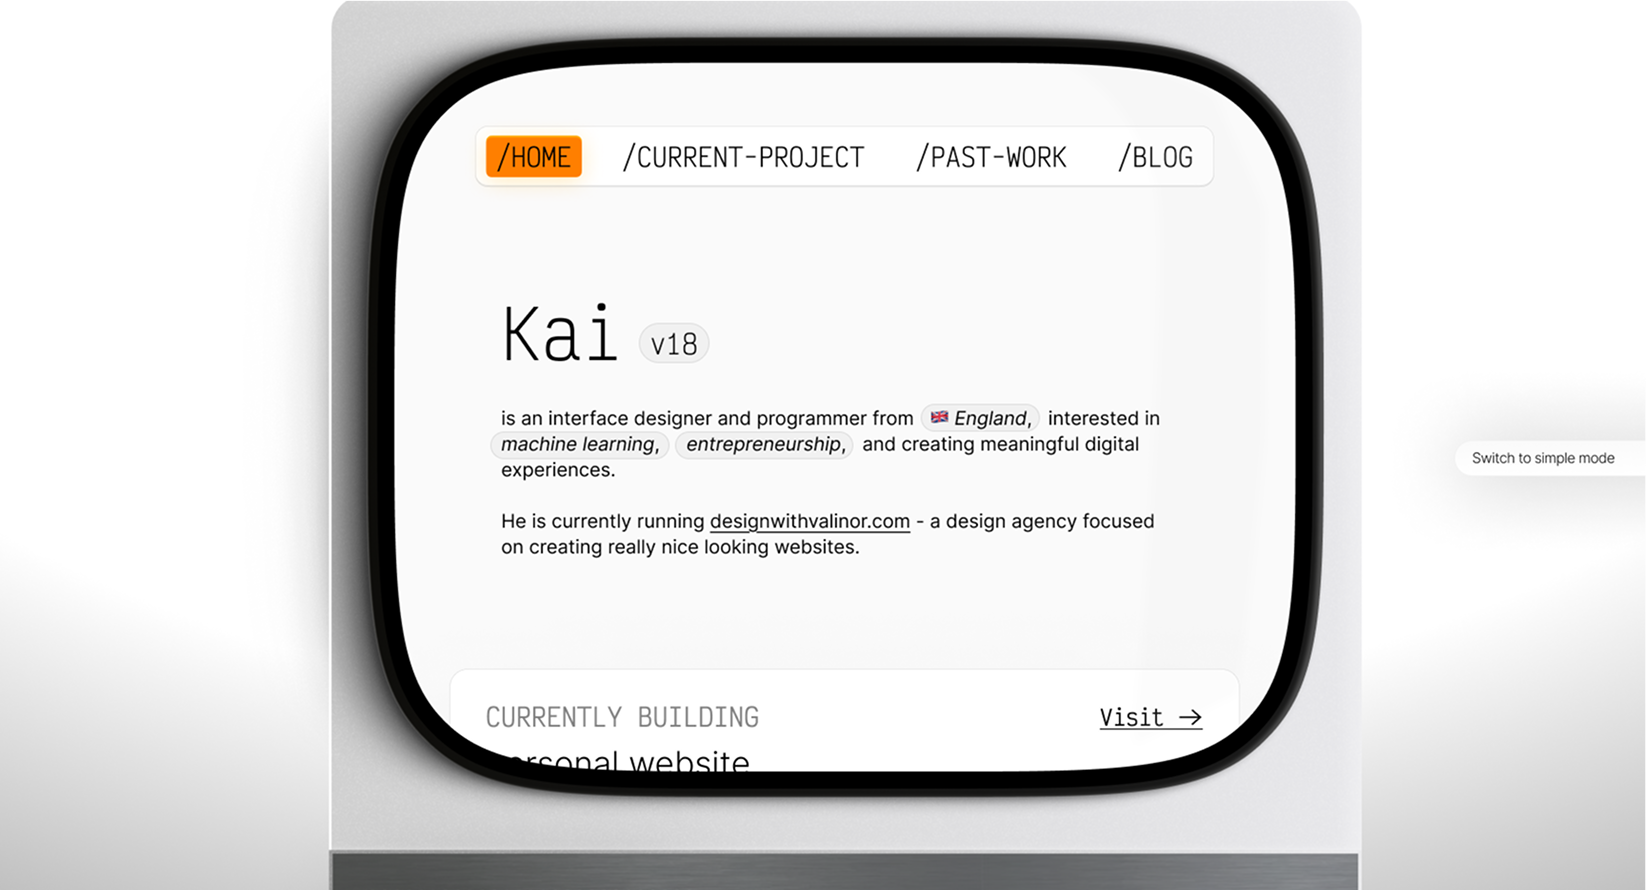 /HOME /CURRENT-PROJECT /PAST-WORK /BLOG
Kai v18
is an interface designer and programmer from 🇬🇧 England, interested in
machine learning, entrepreneurship, and creating meaningful digital
experiences.
He is currently running designwithvalinor.com - a design agency focused
on creating really nice looking websites.
Switch to simple mode
CURRENTLY BUILDING Visit →
personal website